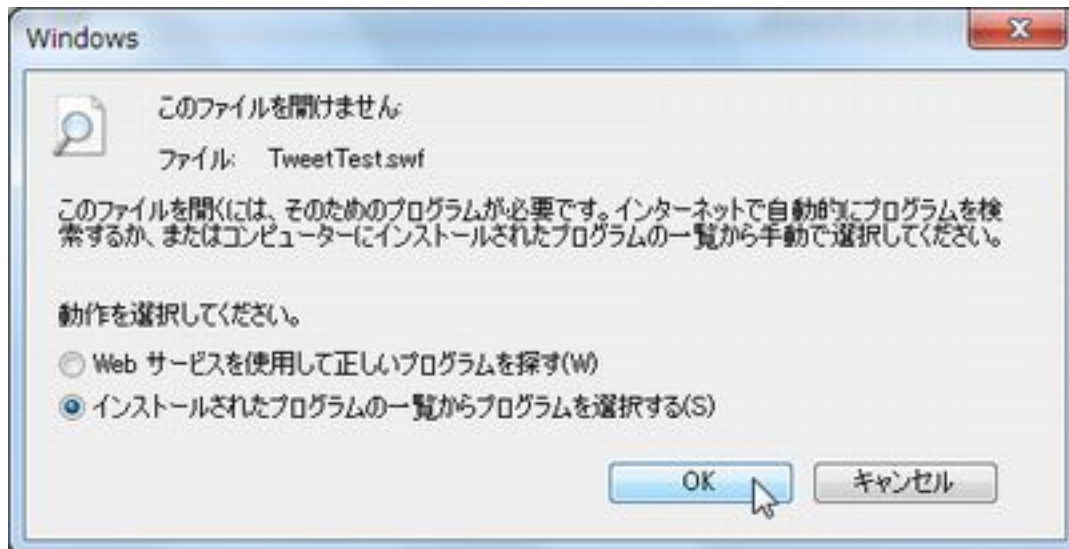 Windows
このファイルを開けません:
ファイル: TweetTest.swf
このファイルを開くには、そのためのプログラムが必要です。インターネットで自動的にプログラムを検
索するか、またはコンピューターにインストールされたプログラムの一覧から手動で選択してください。
動作を選択してください。
Web サービスを使用して正しいプログラムを探す(W)
インストールされたプログラムの一覧からプログラムを選択する(S)
OK キャンセル